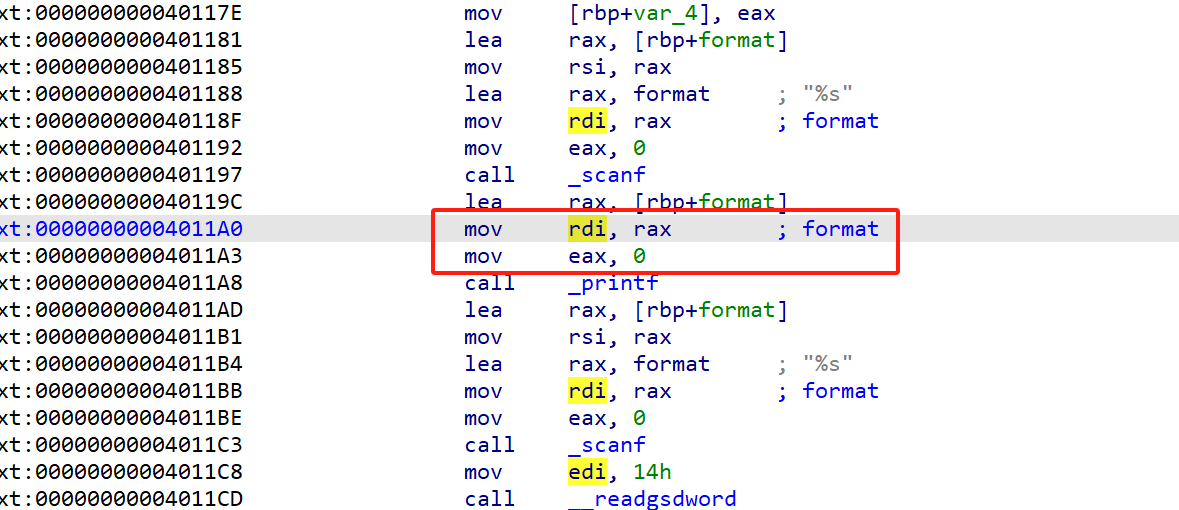 xt:000000000040117E mov [rbp+var_4], eax
xt:0000000000401181 lea rax, [rbp+format]
xt:0000000000401185 mov rsi, rax
xt:0000000000401188 lea rax, format ; "%s"
xt:000000000040118F mov rdi, rax ; format
xt:0000000000401192 mov eax, 0
xt:0000000000401197 call _scanf
xt:000000000040119C lea rax, [rbp+format]
xt:00000000004011A0 mov rdi, rax ; format
xt:00000000004011A3 mov eax, 0
xt:00000000004011A8 call _printf
xt:00000000004011AD lea rax, [rbp+format]
xt:00000000004011B1 mov rsi, rax
xt:00000000004011B4 lea rax, format ; "%s"
xt:00000000004011BB mov rdi, rax ; format
xt:00000000004011BE mov eax, 0
xt:00000000004011C3 call _scanf
xt:00000000004011C8 mov edi, 14h
xt:00000000004011CD call __readgsdword